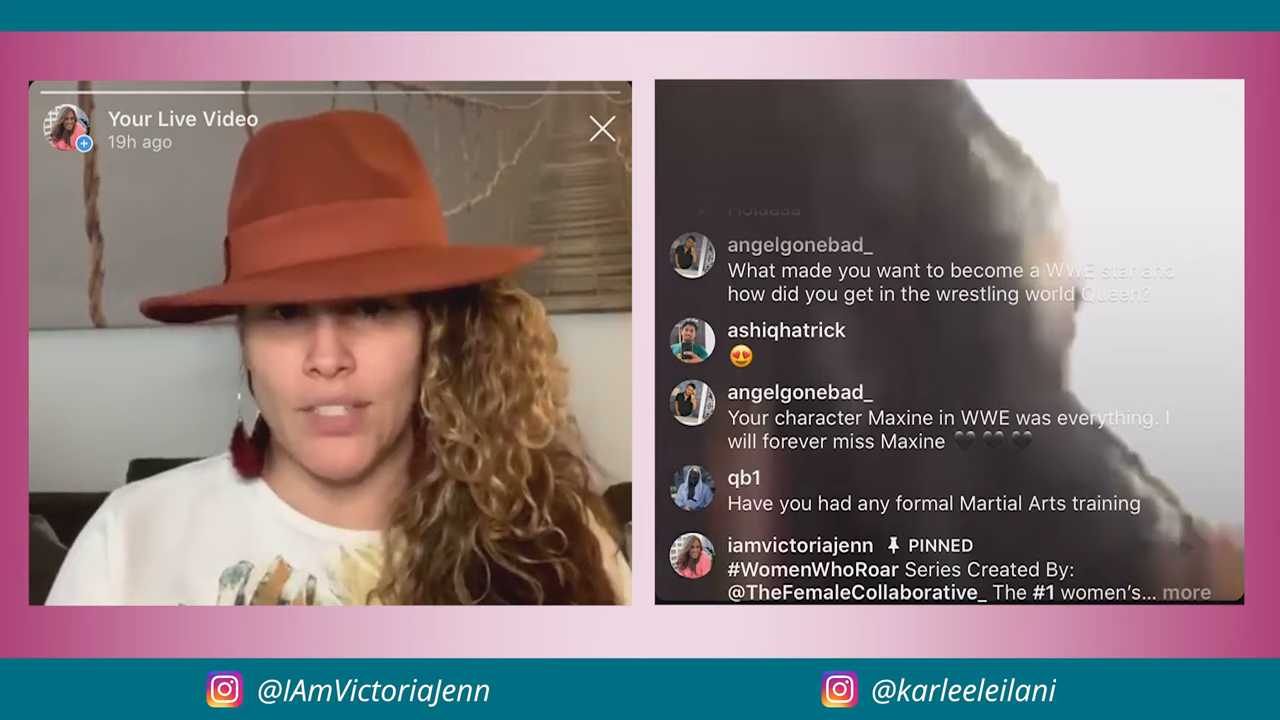 Your Live Video
19h ago
Holaaaa
angelgonebad_
What made you want to become a WWE star and
how did you get in the wrestling world Queen?
ashiqhatrick
😍
angelgonebad_
Your character Maxine in WWE was everything. I
will forever miss Maxine 🖤 🖤 🖤
qb1
Have you had any formal Martial Arts training
iamvictoriajenn PINNED
#WomenWhoRoar Series Created By:
@TheFemaleCollaborative_ The #1 women's... more
@IAmVictoriaJenn
@karleeleilani